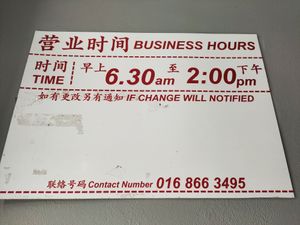 营业时间 BUSINESS HOURS
时间 TIME 早上 6.30am 至 2:00pm 下午
如有更改另有通知 IF CHANGE WILL NOTIFIED
联络号码 Contact Number 016 866 3495